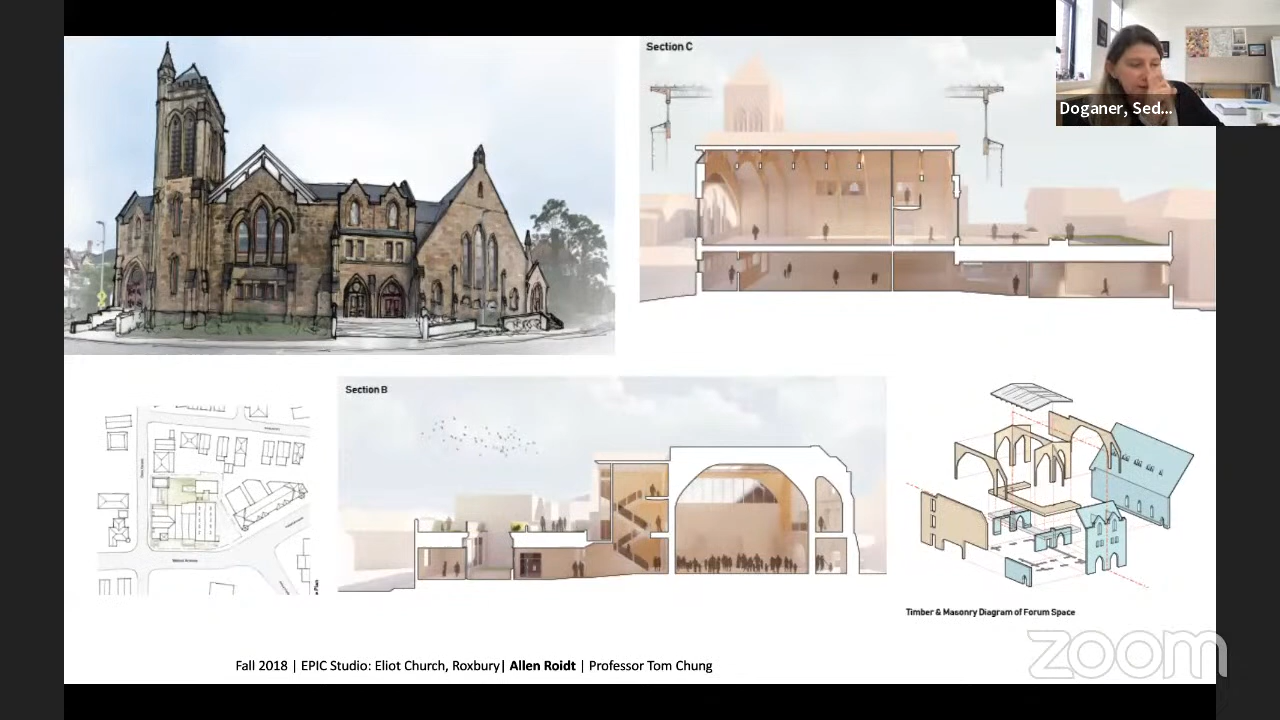 Section C
Doganer, Sed...
Section B
Timber & Masonry Diagram of Forum Space
zoom
Fall 2018 | EPIC Studio: Eliot Church, Roxbury| Allen Roidt | Professor Tom Chung